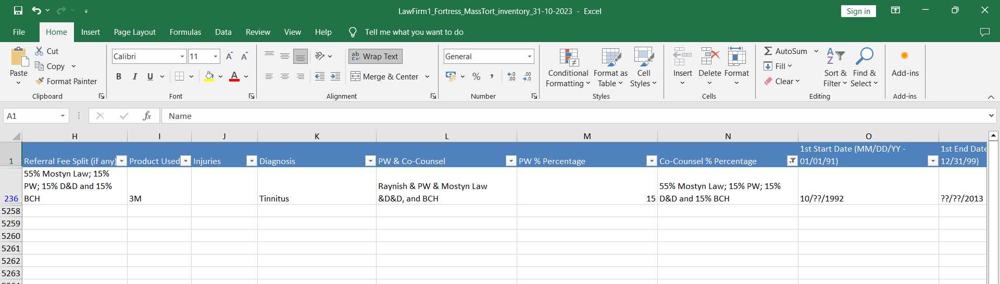 LawFirm1_Fortress_MassTort_inventory_31-10-2023 - Excel
Sign in
File Home Insert Page Layout Formulas Data Review View Help Tell me what you want to do
Paste
Cut
Copy
Format Painter
Clipboard
Calibri 11
B I U
Font
Wrap Text
Merge & Center
Alignment
General
% ,
Number
Conditional Formatting
Format as Table
Cell Styles
Styles
Insert Delete Format
Cells
AutoSum
Fill
Clear
Sort & Filter
Find & Select
Editing
Add-ins
Add-ins
A1 fx Name
H I J K L M N O
1 Referral Fee Split (if any) Product Used Injuries Diagnosis PW & Co-Counsel PW % Percentage Co-Counsel % Percentage 1st Start Date (MM/DD/YY - 01/01/91) 1st End Date 12/31/99)
236 55% Mostyn Law; 15% PW; 15% D&D and 15% BCH 3M Tinnitus Raynish & PW & Mostyn Law &D&D, and BCH 15 55% Mostyn Law; 15% PW; 15% D&D and 15% BCH 10/??/1992 ??/??/2013
5258
5259
5260
5261
5262
5263